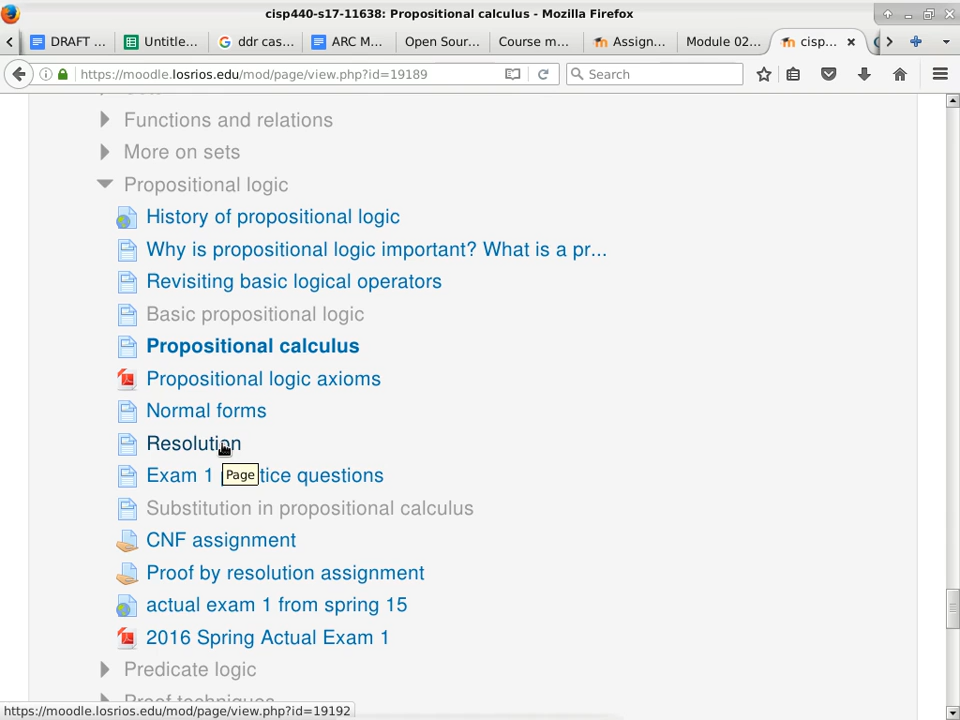 cisp440-s17-11638: Propositional calculus - Mozilla Firefox
DRAFT ... Untitle... ddr cas... ARC M... Open Sour... Course m... Assign... Module 02... cisp...
https://moodle.losrios.edu/mod/page/view.php?id=19189 Search
Functions and relations
More on sets
Propositional logic
History of propositional logic
Why is propositional logic important? What is a pr...
Revisiting basic logical operators
Basic propositional logic
Propositional calculus
Propositional logic axioms
Normal forms
Resolution
Exam 1 tice questions
Page
Substitution in propositional calculus
CNF assignment
Proof by resolution assignment
actual exam 1 from spring 15
2016 Spring Actual Exam 1
Predicate logic
Proof techniques
https://moodle.losrios.edu/mod/page/view.php?id=19192